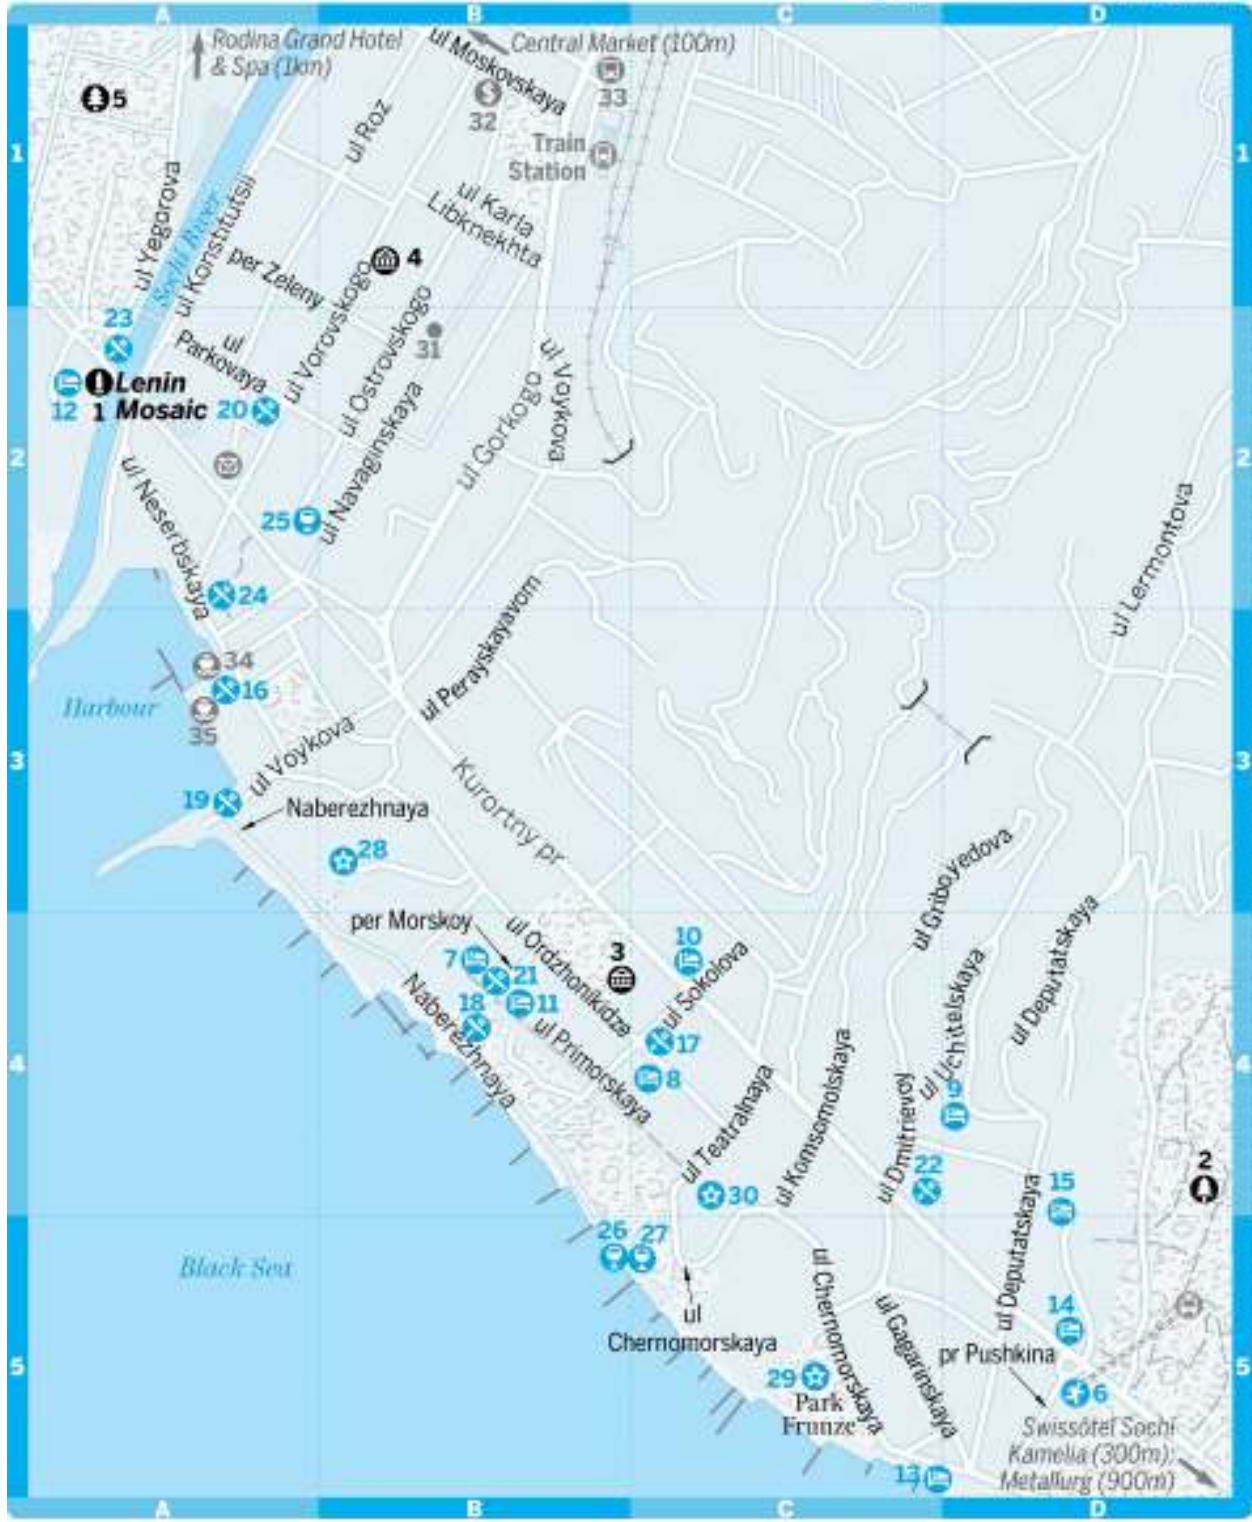 A
B
C
D
Rodina Grand Hotel
& Spa (1km)
ul Moskovskaya
Central Market (100m)
5
32
33
1
1
Train
Station
ul Roz
ul Yegorova
Sochi River
ul Konstitutsii
ul Karla
Libknekhta
per Zeleny
4
23
ul
Parkovaya
ul Vorovskogo
ul Ostrovskogo
31
ul Voykova
Lenin
Mosaic
12
1
20
ul Navaginskaya
ul Gorkogo
2
2
ul Neserbskaya
25
ul Lermontova
24
34
16
35
Harbour
ul Perayskayavom
3
3
ul Voykova
Kurortny pr
19
Naberezhnaya
28
ul Griboyedova
per Morskoy
ul Ordzhonikidze
3
10
ul Sokolova
ul Deputatskaya
7
21
18
11
Naberezhnaya
ul Primorskaya
17
8
ul Uchitelskaya
4
4
9
ul Teatralnaya
ul Komsomolskaya
ul Dmitrievoy
22
2
15
30
26
27
Black Sea
ul
Chernomorskaya
ul Chernomorskaya
ul Gagarinskaya
ul Deputatskaya
14
pr Pushkina
5
5
29
Park
Frunze
6
Swissôtel Sochi
Kamelia (300m);
Metallurg (900m)
13
A
B
C
D